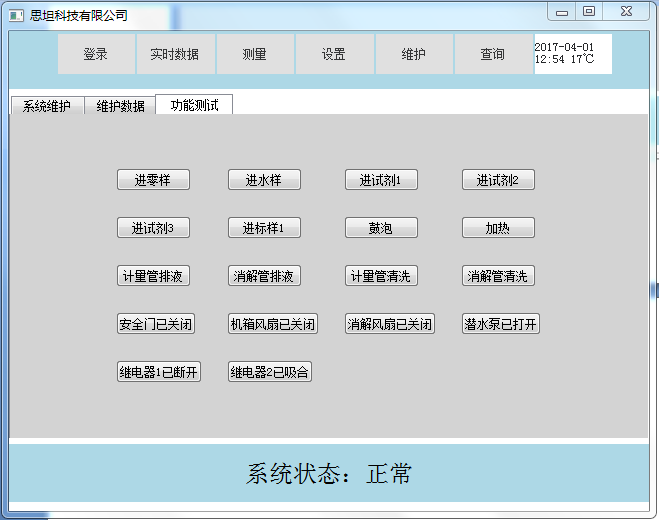 思坦科技有限公司
登录 实时数据 测量 设置 维护 查询 2017-04-01
12:54 17℃
系统维护 维护数据 功能测试
进零样 进水样 进试剂1 进试剂2
进试剂3 进标样1 鼓泡 加热
计量管排液 消解管排液 计量管清洗 消解管清洗
安全门已关闭 机箱风扇已关闭 消解风扇已关闭 潜水泵已打开
继电器1已断开 继电器2已吸合
系统状态：正常